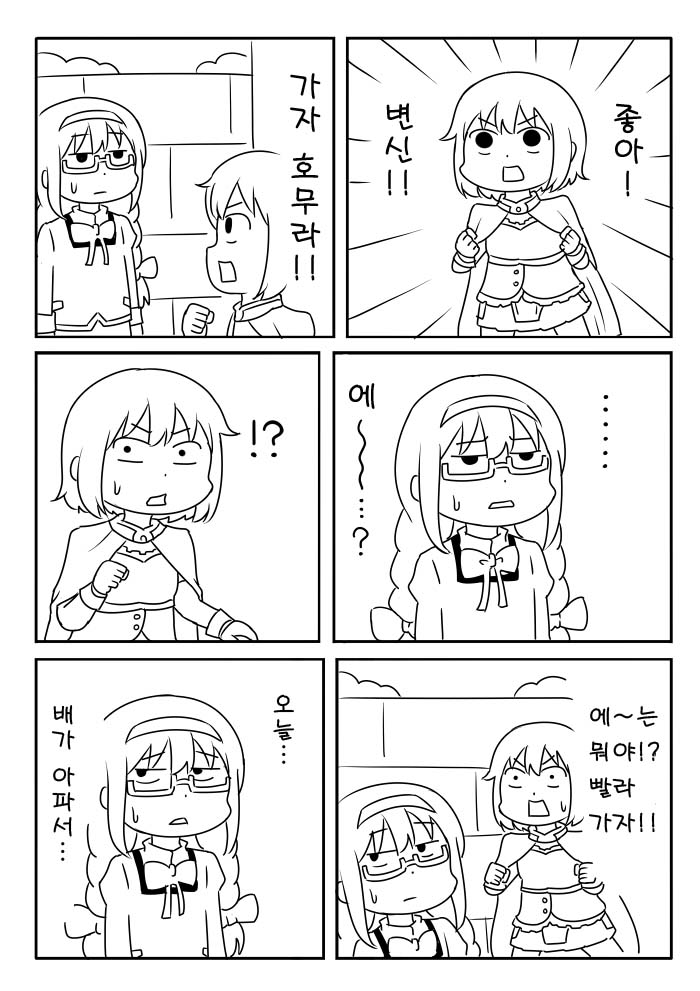 좋아!
변신!!
가자 호무라!!
......
에~~…?
!?
에~는
뭐야!?
빨라
가자!!
오늘…
배가 아파서…